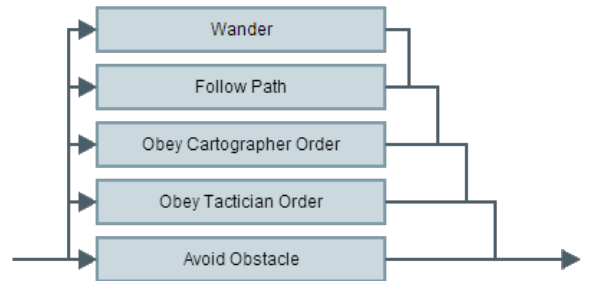 Wander
Follow Path
Obey Cartographer Order
Obey Tactician Order
Avoid Obstacle